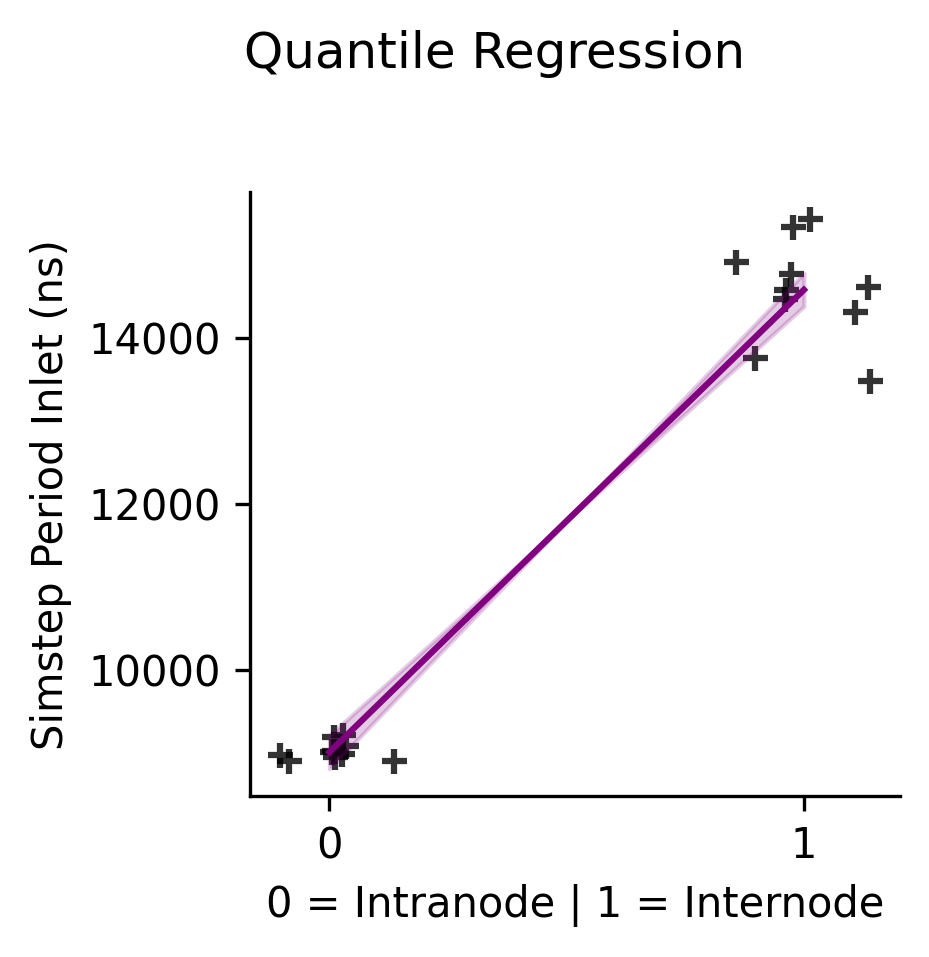 Quantile Regression
Simstep Period Inlet (ns)
14000
12000
10000
0 1
0 = Intranode | 1 = Internode